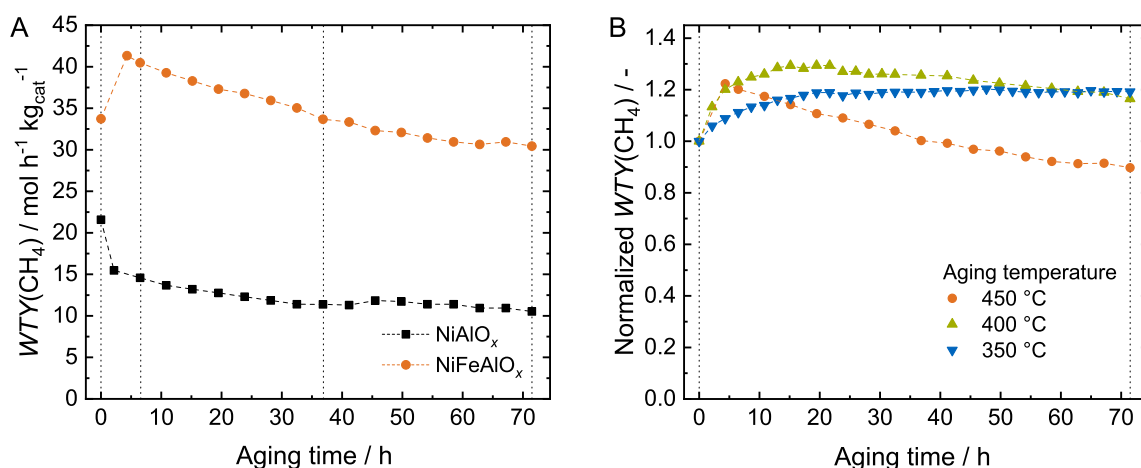 A
WTY(CH₄) / mol h⁻¹ kg_cat⁻¹
45
40
35
30
25
20
15
10
5
0
NiAlOₓ
NiFeAlOₓ
0 10 20 30 40 50 60 70
Aging time / h
B
Normalized WTY(CH₄) / -
1.4
1.2
1.0
0.8
0.6
0.4
0.2
0.0
Aging temperature
450 °C
400 °C
350 °C
0 10 20 30 40 50 60 70
Aging time / h